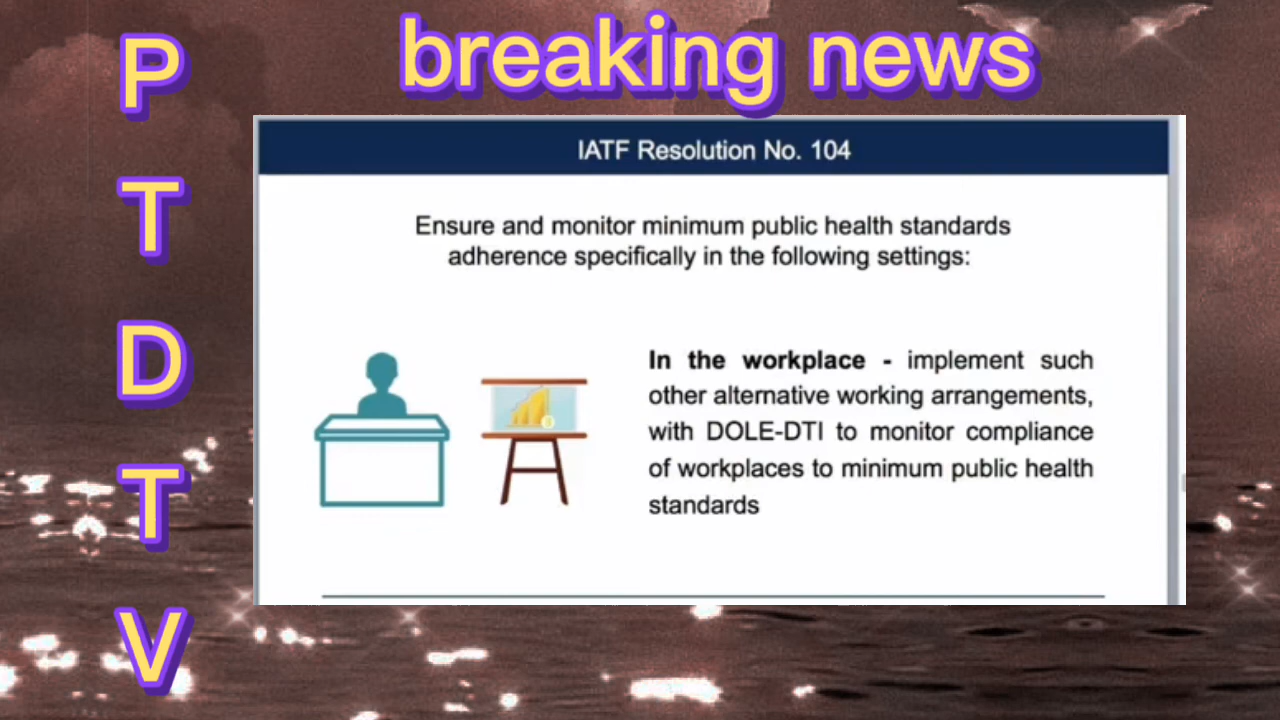 breaking news
P
T
D
T
V
IATF Resolution No. 104
Ensure and monitor minimum public health standards
adherence specifically in the following settings:
In the workplace - implement such
other alternative working arrangements,
with DOLE-DTI to monitor compliance
of workplaces to minimum public health
standards